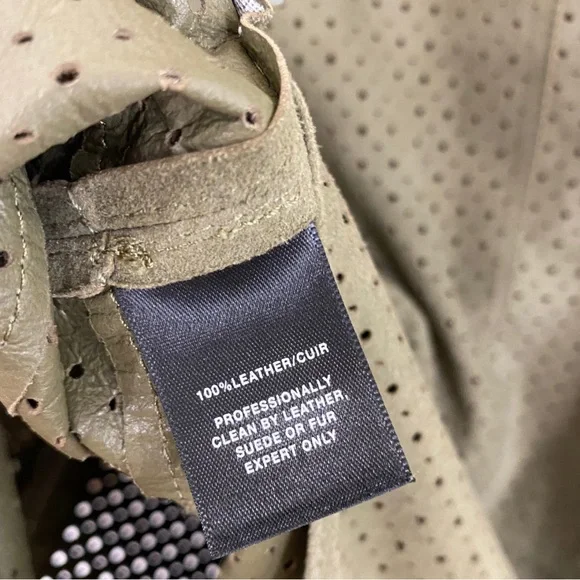 100%LEATHER/CUIR
PROFESSIONALLY
CLEAN BY LEATHER,
SUEDE OR FUR
EXPERT ONLY